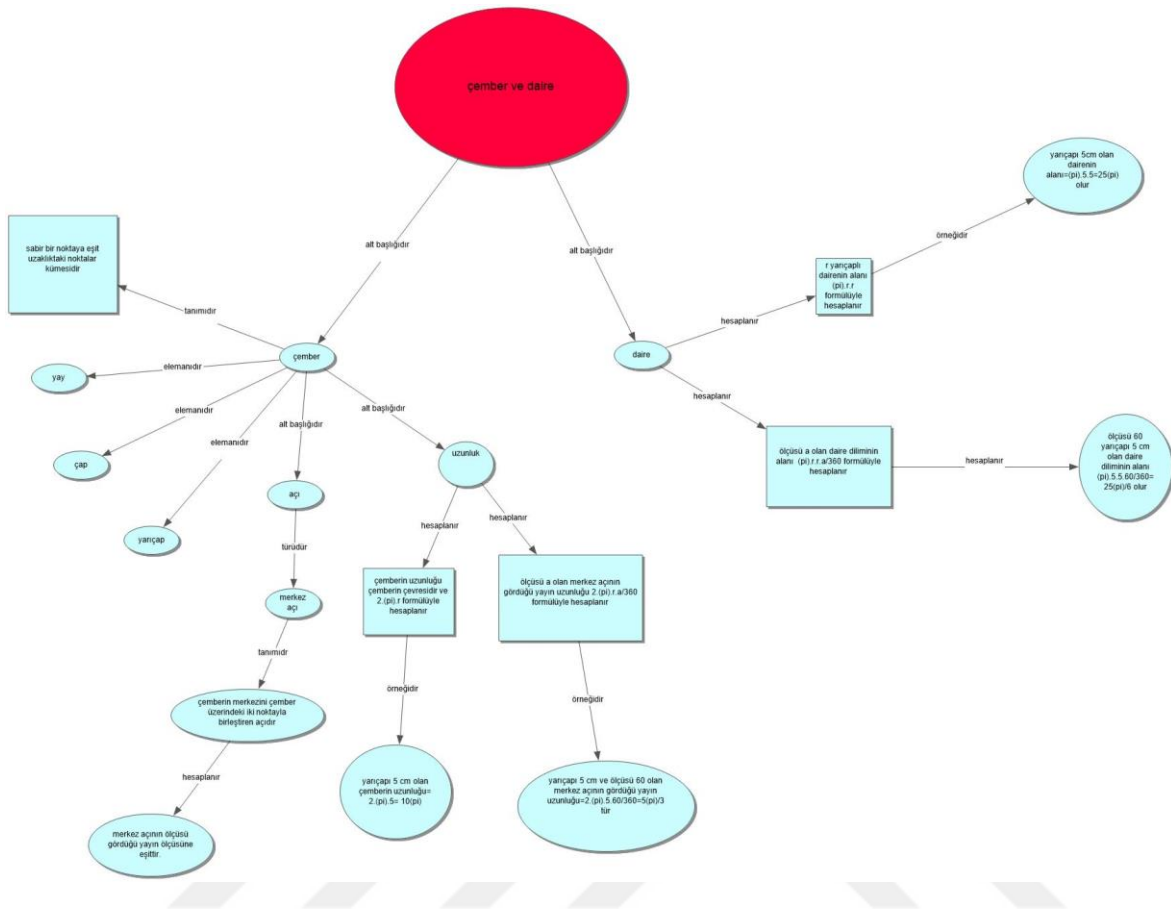 çember ve daire
yarıçapı 5cm olan
dairenin
alanı=(pi).5.5=25(pi)
olur
sabir bir noktaya eşit
uzaklıktaki noktalar
kümesidir
alt başlığıdır
alt başlığıdır
örneğidir
r yarıçaplı
dairenin alanı
(pi).r.r
formülüyle
hesaplanır
tanımıdır
hesaplanır
çember
daire
yay
elemanıdır
hesaplanır
elemanıdır
alt başlığıdır
elemanıdır
alt başlığıdır
çap
uzunluk
ölçüsü a olan daire diliminin
alanı (pi).r.r.a/360 formülüyle
hesaplanır
hesaplanır
ölçüsü 60
yarıçapı 5 cm
olan daire
diliminin alanı
(pi).5.5.60/360=
25(pi)/6 olur
açı
yarıçap
hesaplanır
hesaplanır
türüdür
çemberin uzunluğu
çemberin çevresidir ve
2.(pi).r formülüyle
hesaplanır
ölçüsü a olan merkez açının
gördüğü yayın uzunluğu 2.(pi).r.a/360
formülüyle hesaplanır
merkez
açı
tanımıdr
örneğidir
örneğidir
çemberin merkezini çember
üzerindeki iki noktayla
birleştiren açıdır
hesaplanır
yarıçapı 5 cm olan
çemberin uzunluğu=
2.(pi).5= 10(pi)
yarıçapı 5 cm ve ölçüsü 60 olan
merkez açının gördüğü yayın
uzunluğu=2.(pi).5.60/360=5(pi)/3
tür
merkez açının ölçüsü
gördüğü yayın ölçüsüne
eşittir.